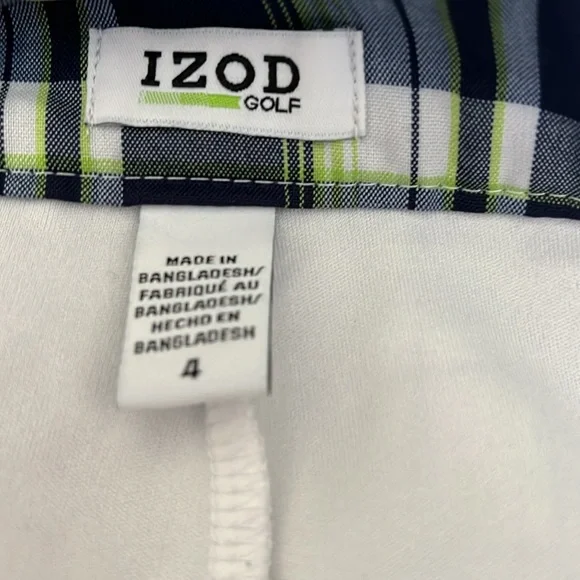 IZOD
GOLF
MADE IN
BANGLADESH/
FABRIQUÉ AU
BANGLADESH/
HECHO EN
BANGLADESH
4